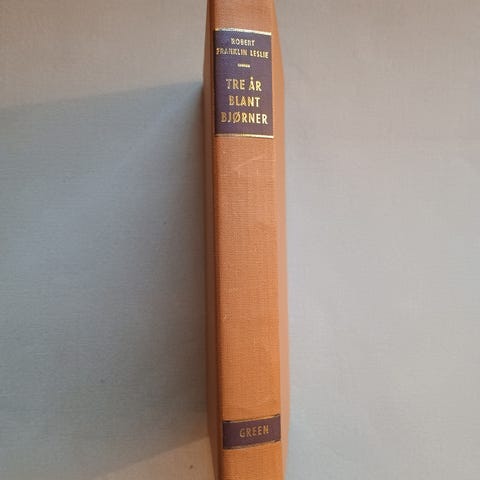 ROBERT
FRANKLIN LESLIE
TRE ÅR
BLANT
BJØRNER
GREEN